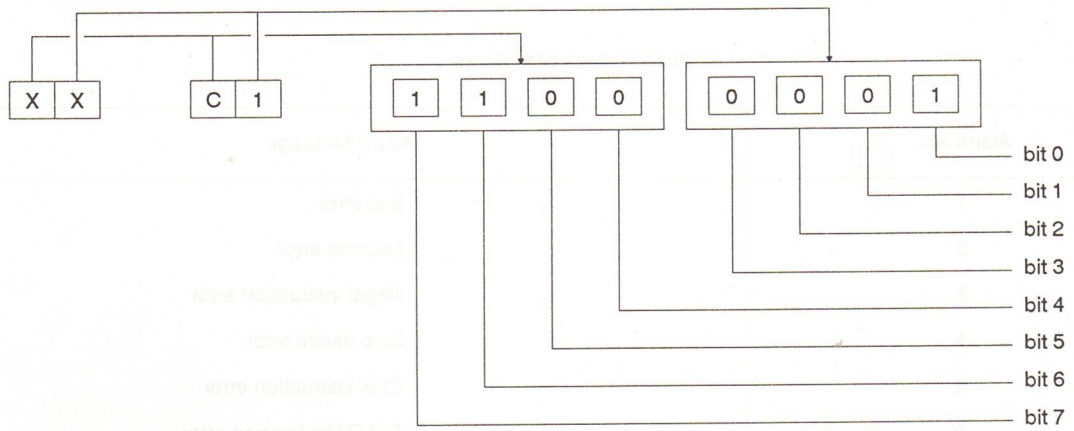 X X C 1 1 1 0 0 0 0 0 1
bit 0
bit 1
bit 2
bit 3
bit 4
bit 5
bit 6
bit 7
Alarm Message
Bus error
Address error
Illegal instruction error
Zero divide error
instruction error
instruction error